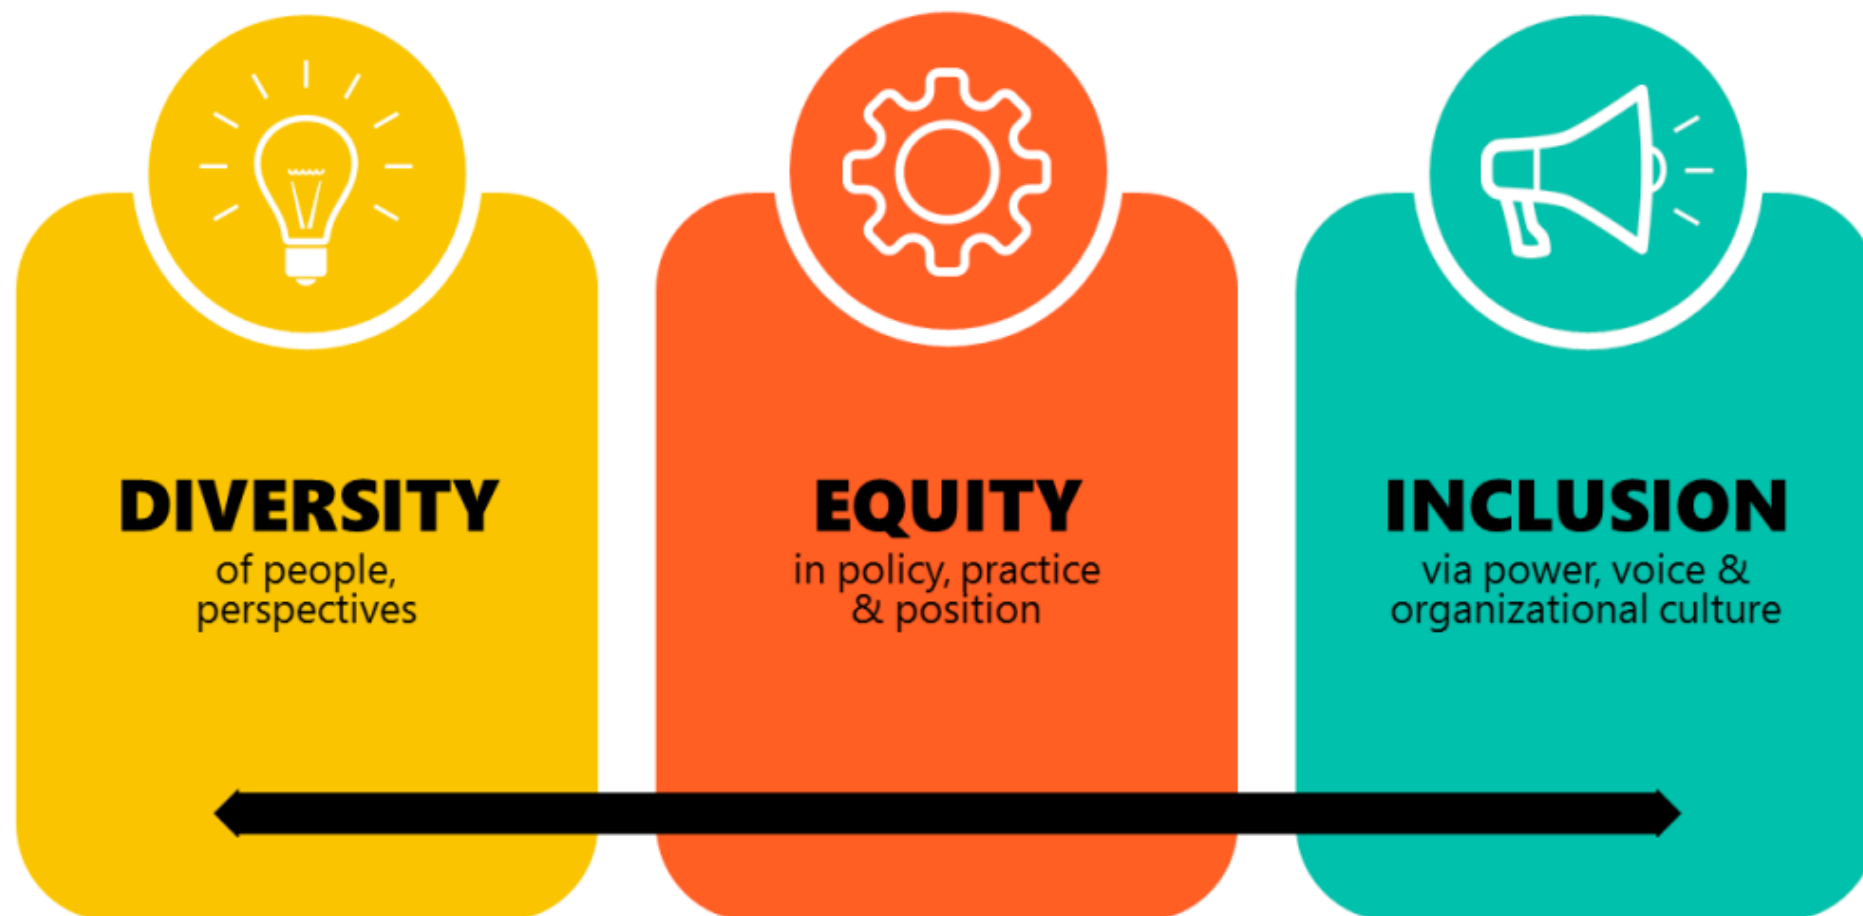 DIVERSITY
of people,
perspectives
EQUITY
in policy, practice
& position
INCLUSION
via power, voice &
organizational culture